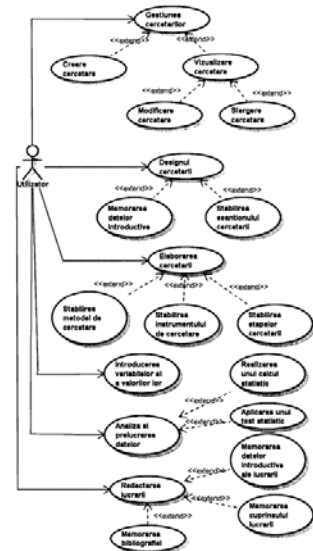 Gestiunea
cercetarilor
<<extend>>
<<extend>>
Creare
cercetare
Vizualizare
cercetare
<<extend>>
<<extend>>
Modificare
cercetare
Stergere
cercetare
Utilizator
Designul
cercetarii
<<extend>>
<<extend>>
Memorarea
datelor
introductive
Stabilirea
esantionului
cercetarii
Elaborarea
cercetarii
<<extend>>
<<extend>>
<<extend>>
Stabilirea
metodei de
cercetare
Stabilirea
instrumentului
de cercetare
Stabilirea
etapelor
cercetarii
Introducerea
variabilelor si
a valorilor lor
Realizarea
unui calcul
statistic
<<extend>>
Analiza si
prelucrarea
datelor
<<extend>>
Aplicarea unui
test statistic
Memorarea
datelor
introductive
ale lucrarii
<<extend>>
Redactarea
lucrarii
<<extend>>
Memorarea
cuprinsului
lucrarii
<<extend>>
Memorarea
bibliografiei